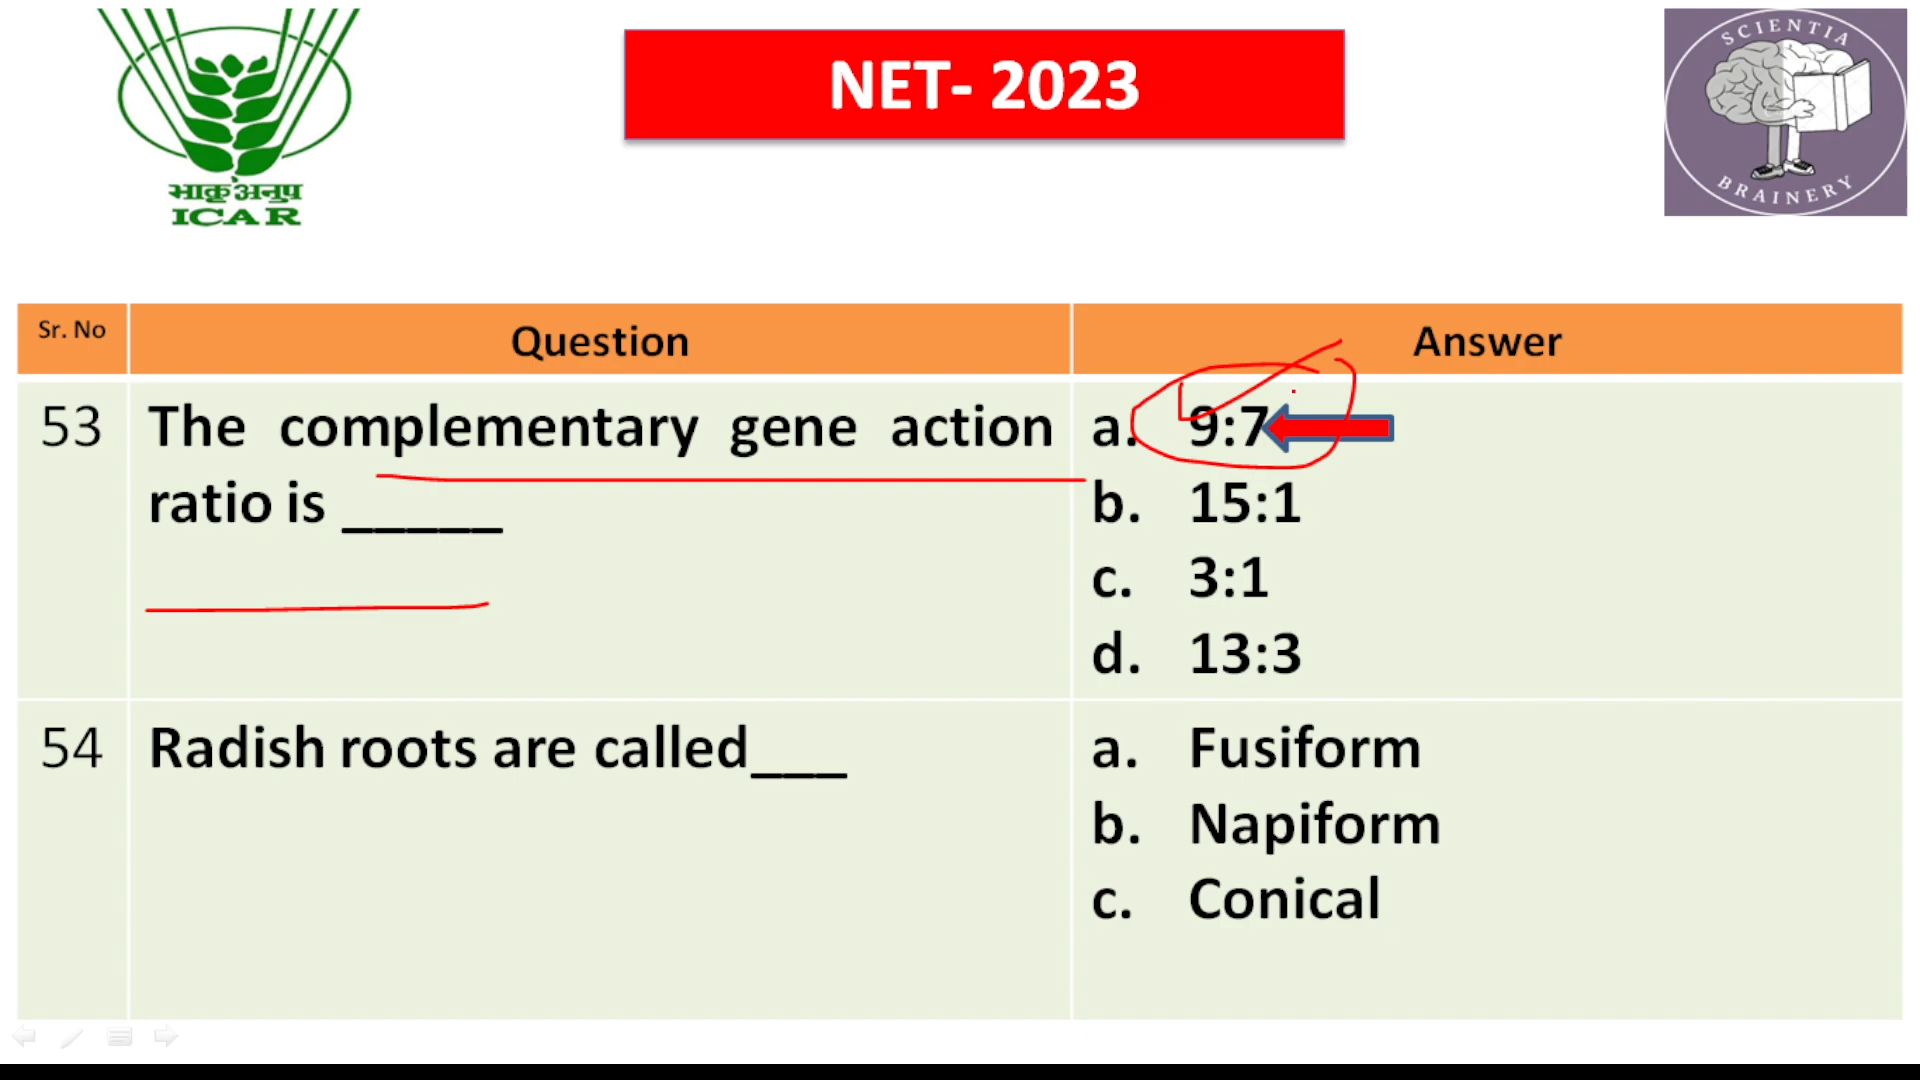 NET- 2023
SCIENTIA
BRAINERY
भाकृअनुप
ICAR
Sr. No Question Answer
53 The complementary gene action
ratio is _____
a. 9:7
b. 15:1
c. 3:1
d. 13:3
54 Radish roots are called___
a. Fusiform
b. Napiform
c. Conical